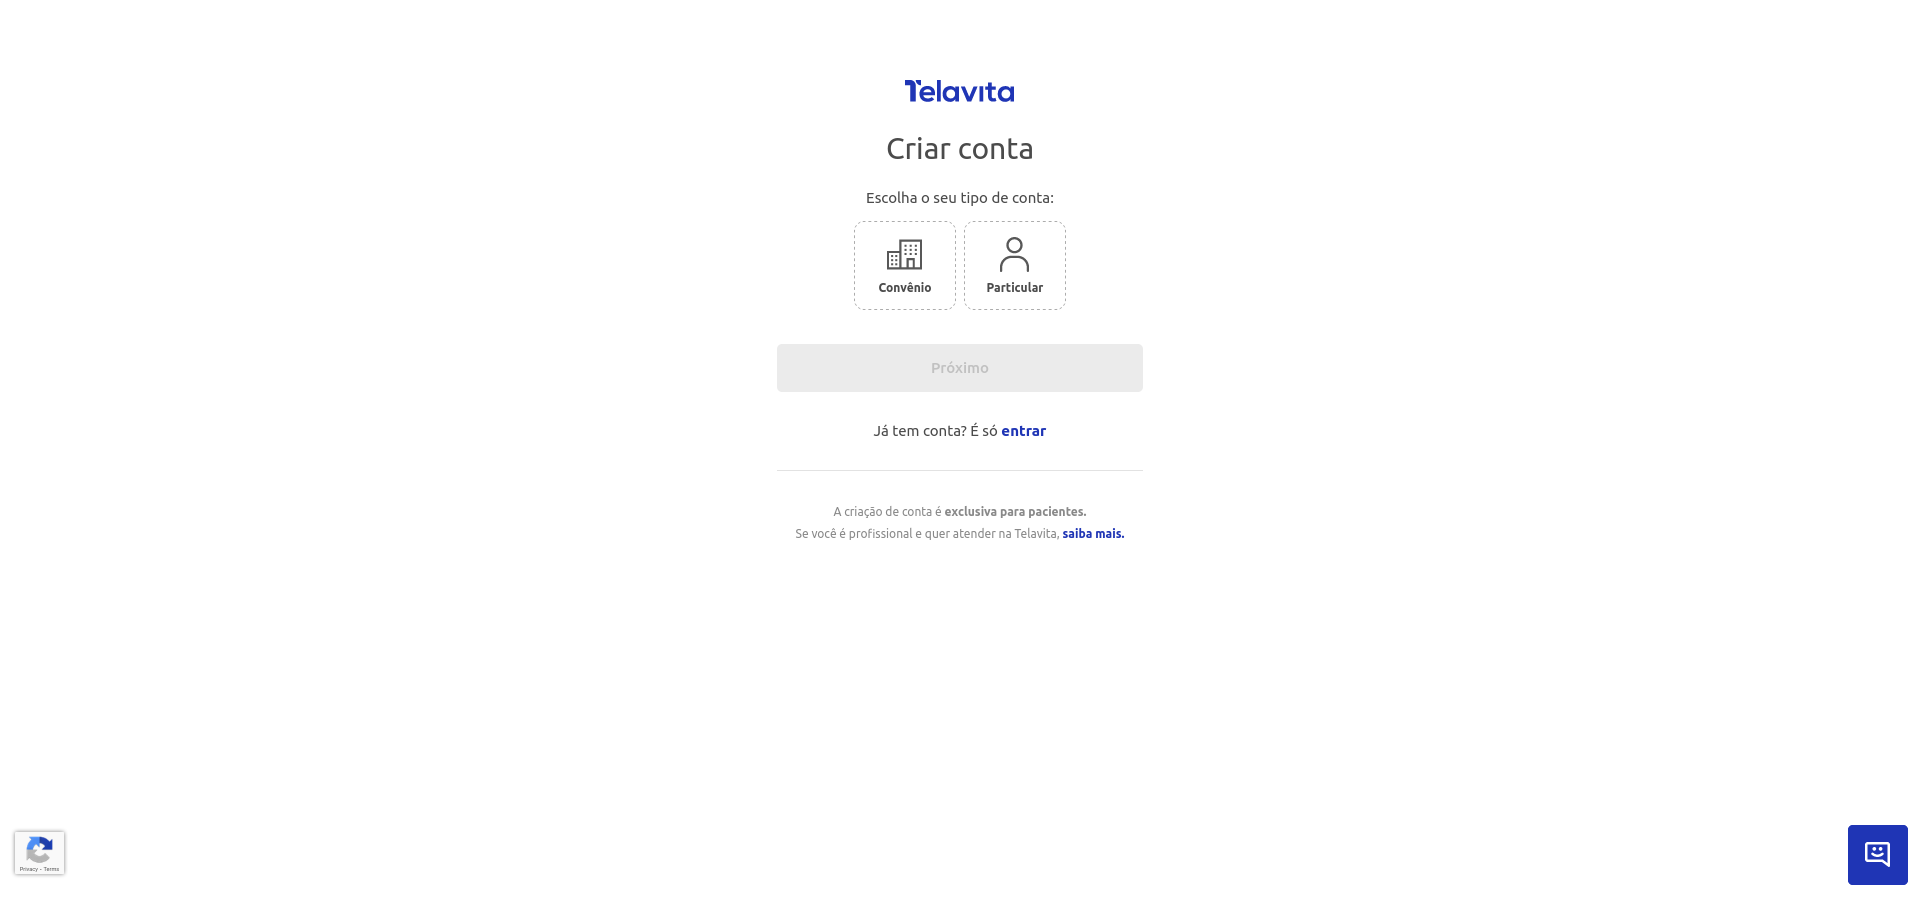 Telavita
Criar conta
Escolha o seu tipo de conta:
Convênio
Particular
Próximo
Já tem conta? É só entrar
A criação de conta é exclusiva para pacientes.
Se você é profissional e quer atender na Telavita, saiba mais.
Privacy - Terms